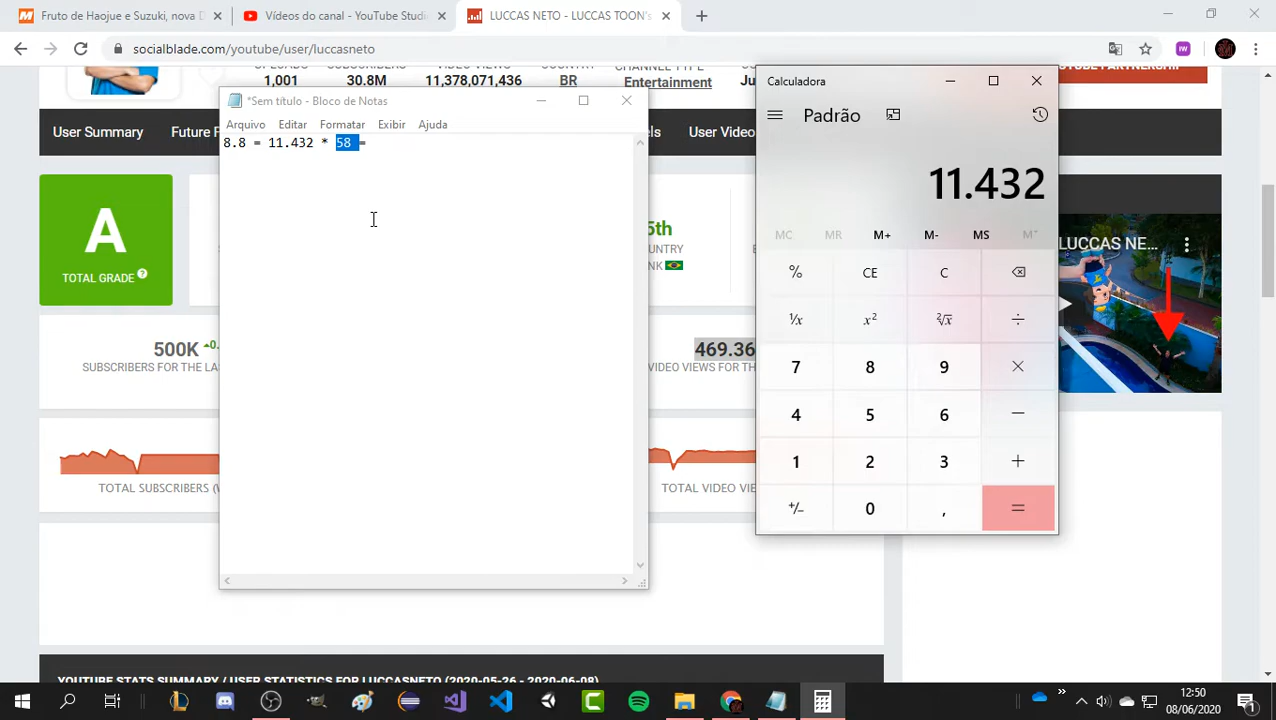 Fruto de Haojue e Suzuki, nova D
Vídeos do canal - YouTube Studi
LUCCAS NETO - LUCCAS TOON's
socialblade.com/youtube/user/luccasneto
1,001
30.8M
11,378,071,436
BR
Entertainment
User Summary
Future
User Video
*Sem título - Bloco de Notas
Arquivo
Editar
Formatar
Exibir
Ajuda
8.8 = 11.432 * 58 =
Calculadora
Padrão
11.432
MC
MR
M+
M-
MS
M˅
%
CE
C
⌫
¹/x
x²
²√x
÷
7
8
9
×
4
5
6
−
1
2
3
+
+/−
0
,
=
A
TOTAL GRADE
5th
LUCCAS NE...
500K
SUBSCRIBERS FOR THE LA
469.36
VIDEO VIEWS FOR TH
TOTAL SUBSCRIBERS (W
TOTAL VIDEO VIE
YOUTUBE STATS SUMMARY / USER STATISTICS FOR LUCCASNETO (2020-05-26 - 2020-06-08)
12:50
08/06/2020
1